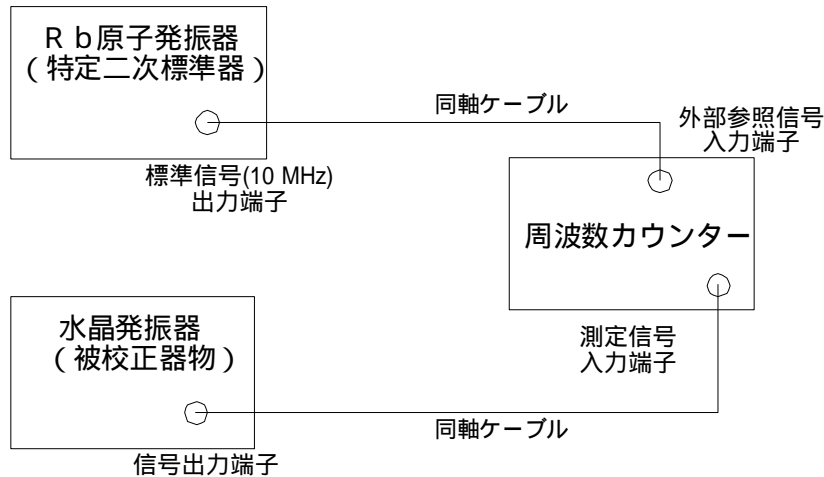 Rb原子発振器
(特定二次標準器)
同軸ケーブル
外部参照信号
入力端子
標準信号(10 MHz)
出力端子
周波数カウンター
水晶発振器
(被校正器物)
測定信号
入力端子
同軸ケーブル
信号出力端子